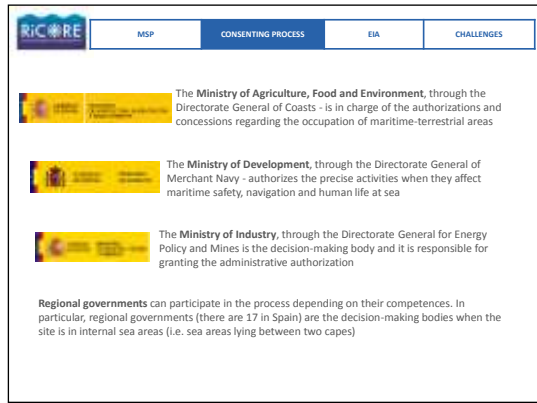 RiCORE
MSP
CONSENTING PROCESS
EIA
CHALLENGES
The Ministry of Agriculture, Food and Environment, through the
Directorate General of Coasts - is in charge of the authorizations and
concessions regarding the occupation of maritime-terrestrial areas
The Ministry of Development, through the Directorate General of
Merchant Navy - authorizes the precise activities when they affect
maritime safety, navigation and human life at sea
The Ministry of Industry, through the Directorate General for Energy
Policy and Mines is the decision-making body and it is responsible for
granting the administrative authorization
Regional governments can participate in the process depending on their competences. In
particular, regional governments (there are 17 in Spain) are the decision-making bodies when the
site is in internal sea areas (i.e. sea areas lying between two capes)